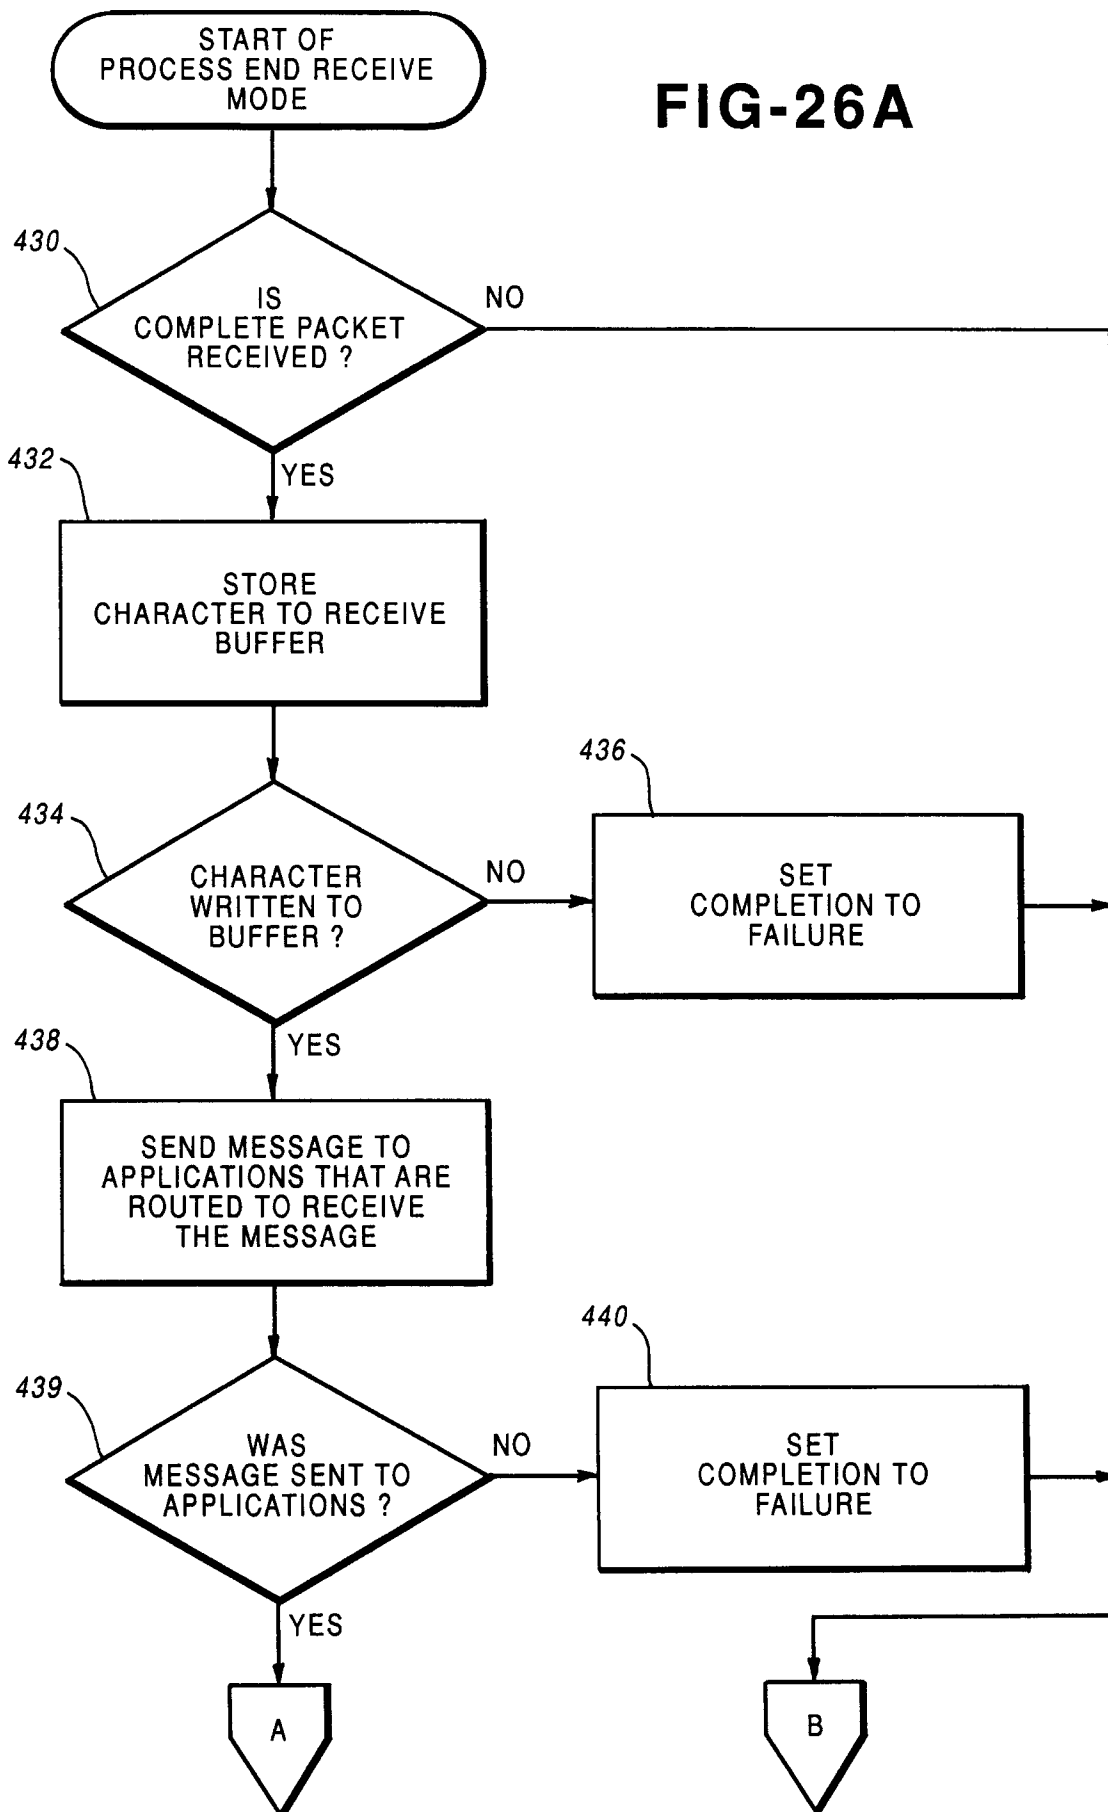 START OF
PROCESS END RECEIVE
MODE
FIG-26A
430
IS
COMPLETE PACKET
RECEIVED ?
NO
YES
432
STORE
CHARACTER TO RECEIVE
BUFFER
434
CHARACTER
WRITTEN TO
BUFFER ?
NO
436
SET
COMPLETION TO
FAILURE
YES
438
SEND MESSAGE TO
APPLICATIONS THAT ARE
ROUTED TO RECEIVE
THE MESSAGE
439
WAS
MESSAGE SENT TO
APPLICATIONS ?
NO
440
SET
COMPLETION TO
FAILURE
YES
A
B